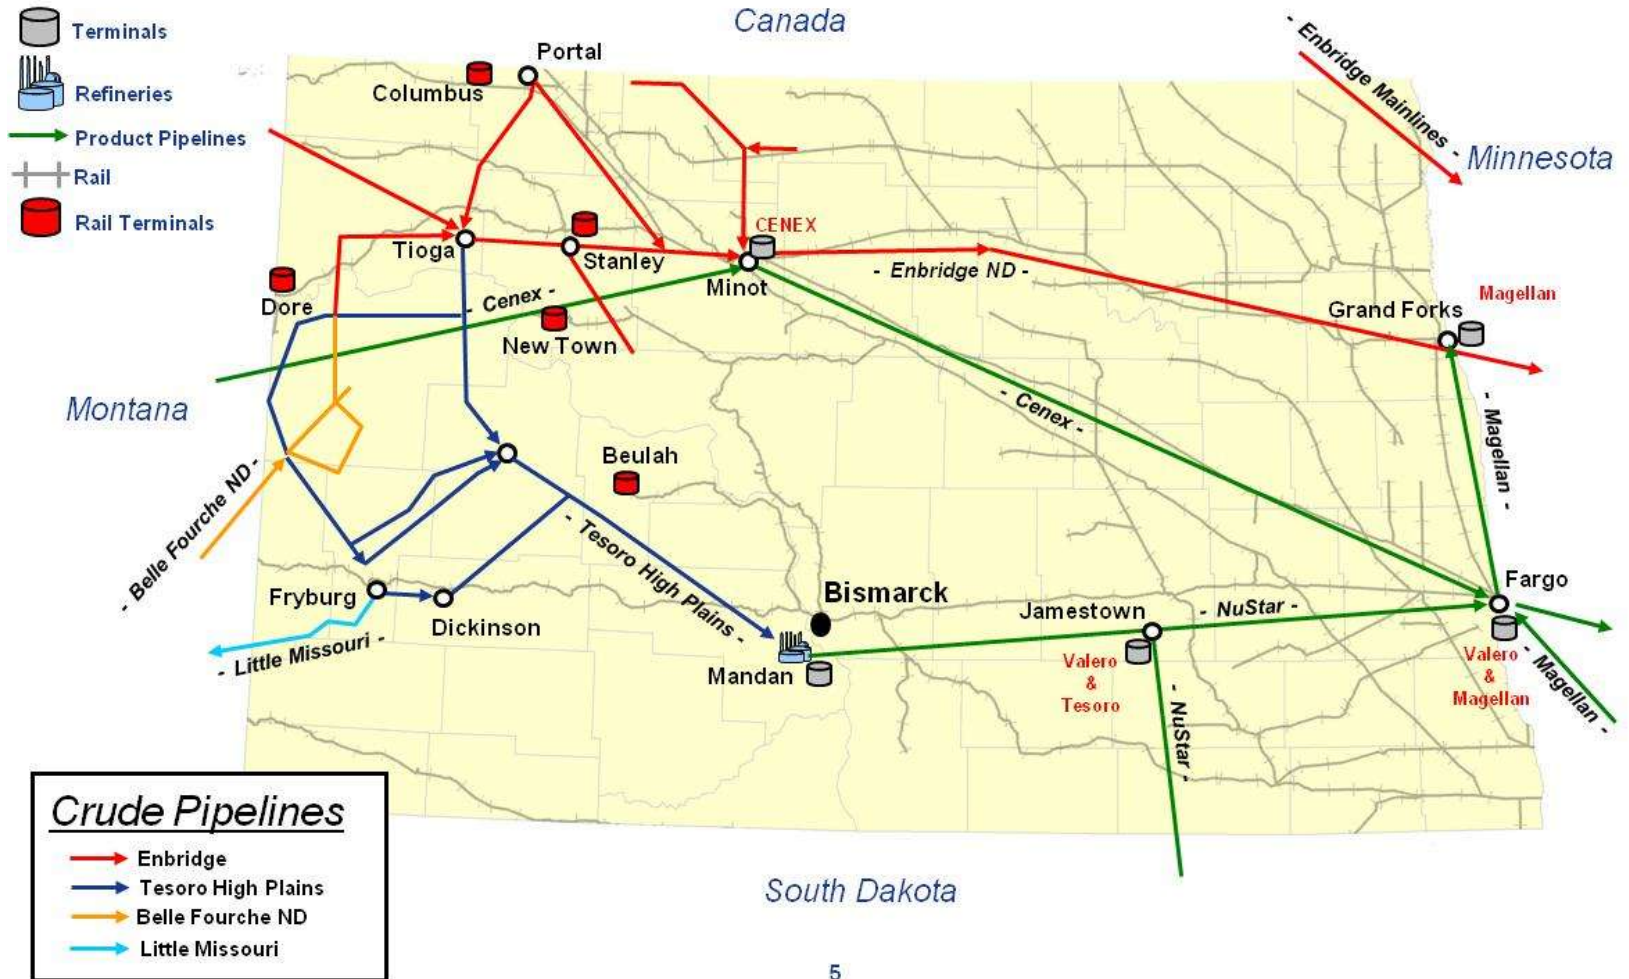 Canada
Terminals
Refineries
Product Pipelines
Rail
Rail Terminals
Portal
Columbus
- Enbridge Mainlines -
Minnesota
CENEX
Tioga
Stanley
Minot
- Enbridge ND -
Dore
- Cenex -
New Town
Magellan
Grand Forks
Montana
- Cenex -
- Magellan -
Beulah
- Belle Fourche ND -
- Tesoro High Plains -
Fryburg
Dickinson
- Little Missouri -
Bismarck
Mandan
Jamestown
- NuStar -
Fargo
Valero
&
Tesoro
- NuStar -
Valero
&
Magellan
- Magellan -
Crude Pipelines
Enbridge
Tesoro High Plains
Belle Fourche ND
Little Missouri
South Dakota
5